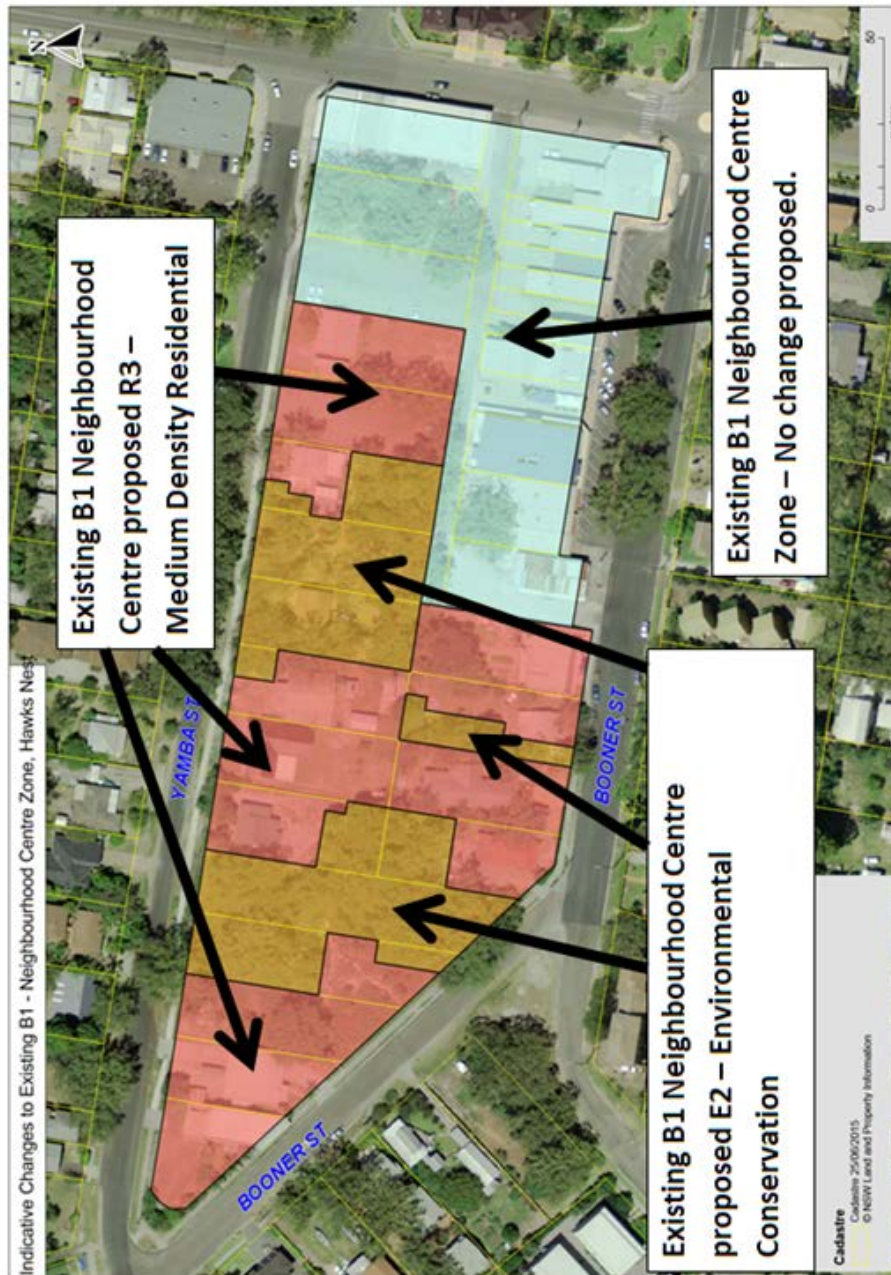 Indicative Changes to Existing B1 - Neighbourhood Centre Zone, Hawks Nest
N
Existing B1 Neighbourhood
Centre proposed R3 –
Medium Density Residential
YAMBA ST
BOONER ST
BOONER ST
Existing B1 Neighbourhood Centre
proposed E2 – Environmental
Conservation
Existing B1 Neighbourhood Centre
Zone – No change proposed.
Cadastre
Cadastre 25/06/2015
© NSW Land and Property Information
0
50